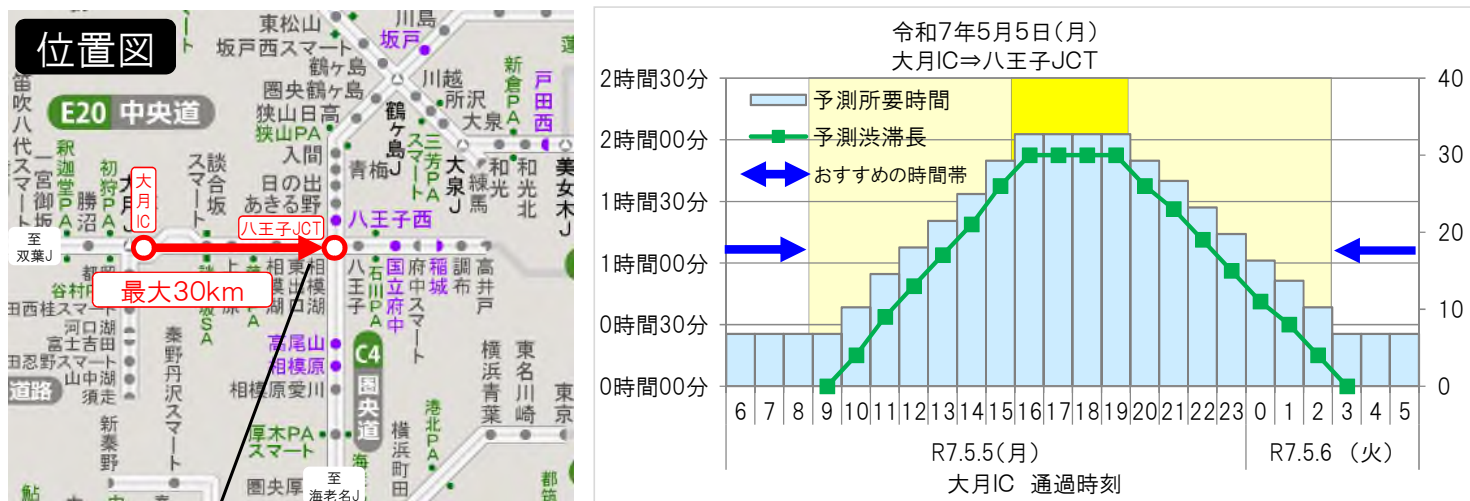 位置図
E20 中央道
東松山
坂戸西スマート
鶴ヶ島
圏央鶴ヶ島
狭山日高
狭山PA
入間
日の出
あきる野
川島
坂戸
川越
所沢
大泉
新倉PA
戸田西
鶴ヶ島J
三芳PA
スマート
大泉J
練馬
和光
和光北
美女木J
青梅
八王子西
笛吹八代スマート
一宮御坂
釈迦堂PA
勝沼
初狩PA
大月J
大月IC
談合坂
スマート
八王子JCT
至
双葉J
最大30km
都留
谷村P
田西桂スマート
河口湖
富士吉田
田忍野スマート
山中湖
須走
道路
上
相模湖
東出口
相模湖
八王子
石川PA
国立府中
府中スマート
稲城
調布
高井戸
高尾山
相模原
相模原愛川
C4
圏央道
秦野丹沢スマート
新秦野
厚木PA
スマート
圏央厚
至
海老名J
港北PA
横浜町田
横浜青葉
東名川崎
東京
都筑
鮎
令和7年5月5日(月)
大月IC⇒八王子JCT
2時間30分
2時間00分
1時間30分
1時間00分
0時間30分
0時間00分
予測所要時間
予測渋滞長
おすすめの時間帯
40
30
20
10
0
6 7 8 9 10 11 12 13 14 15 16 17 18 19 20 21 22 23 0 1 2 3 4 5
R7.5.5(月) R7.5.6 (火)
大月IC 通過時刻